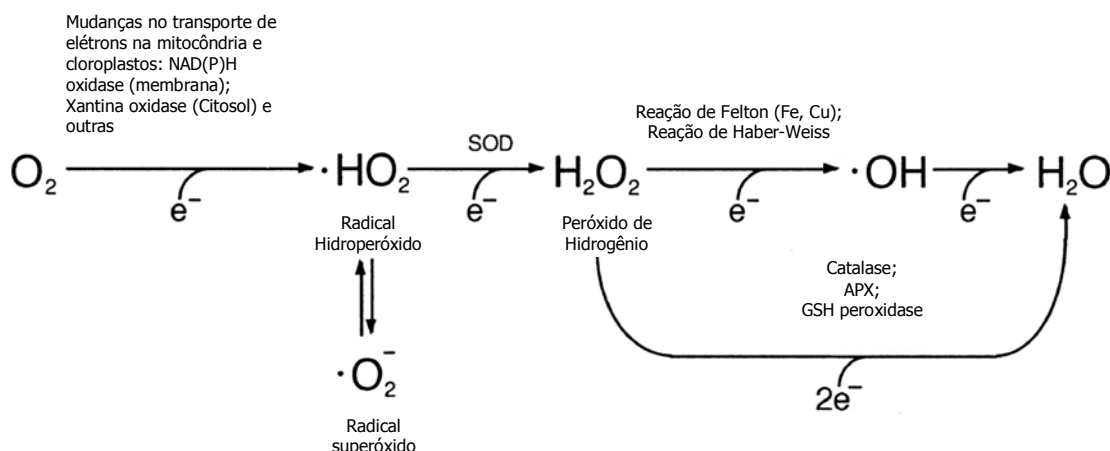 Mudanças no transporte de
elétrons na mitocôndria e
cloroplastos: NAD(P)H
oxidase (membrana);
Xantina oxidase (Citosol) e
outras
Reação de Felton (Fe, Cu);
Reação de Haber-Weiss
SOD
O₂
·HO₂
H₂O₂
·OH
H₂O
e⁻
e⁻
e⁻
e⁻
Radical
Hidroperóxido
Peróxido de
Hidrogênio
Catalase;
APX;
GSH peroxidase
·O₂⁻
2e⁻
Radical
superóxido